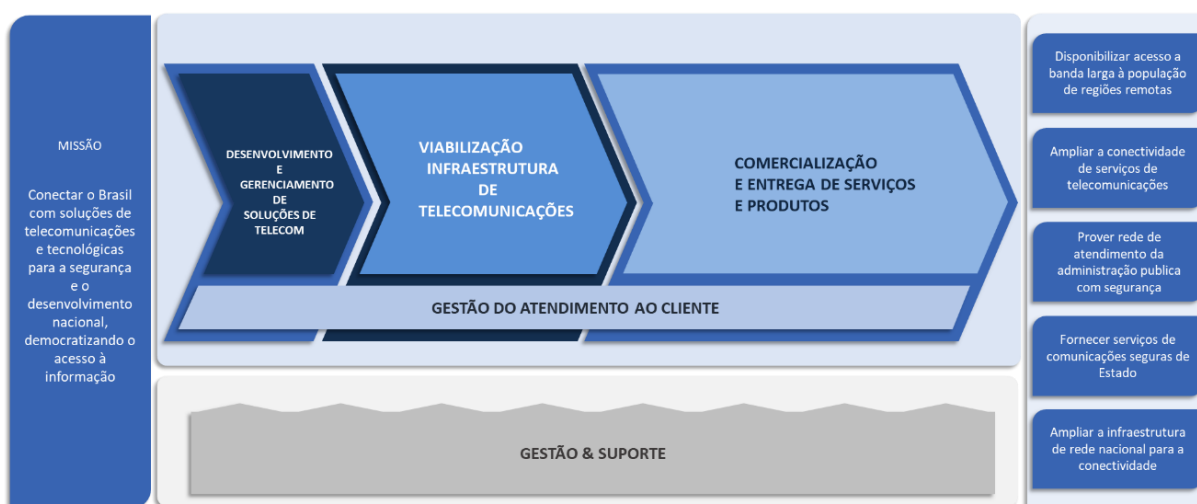 MISSÃO
Conectar o Brasil
com soluções de
telecomunicações
e tecnológicas
para a segurança
e o
desenvolvimento
nacional,
democratizando o
acesso à
informação
DESENVOLVIMENTO
E
GERENCIAMENTO
DE
SOLUÇÕES DE
TELECOM
VIABILIZAÇÃO
INFRAESTRUTURA
DE
TELECOMUNICAÇÕES
COMERCIALIZAÇÃO
E ENTREGA DE SERVIÇOS
E PRODUTOS
GESTÃO DO ATENDIMENTO AO CLIENTE
GESTÃO & SUPORTE
Disponibilizar acesso a
banda larga à população
de regiões remotas
Ampliar a conectividade
de serviços de
telecomunicações
Prover rede de
atendimento da
administração publica
com segurança
Fornecer serviços de
comunicações seguras de
Estado
Ampliar a infraestrutura
de rede nacional para a
conectividade